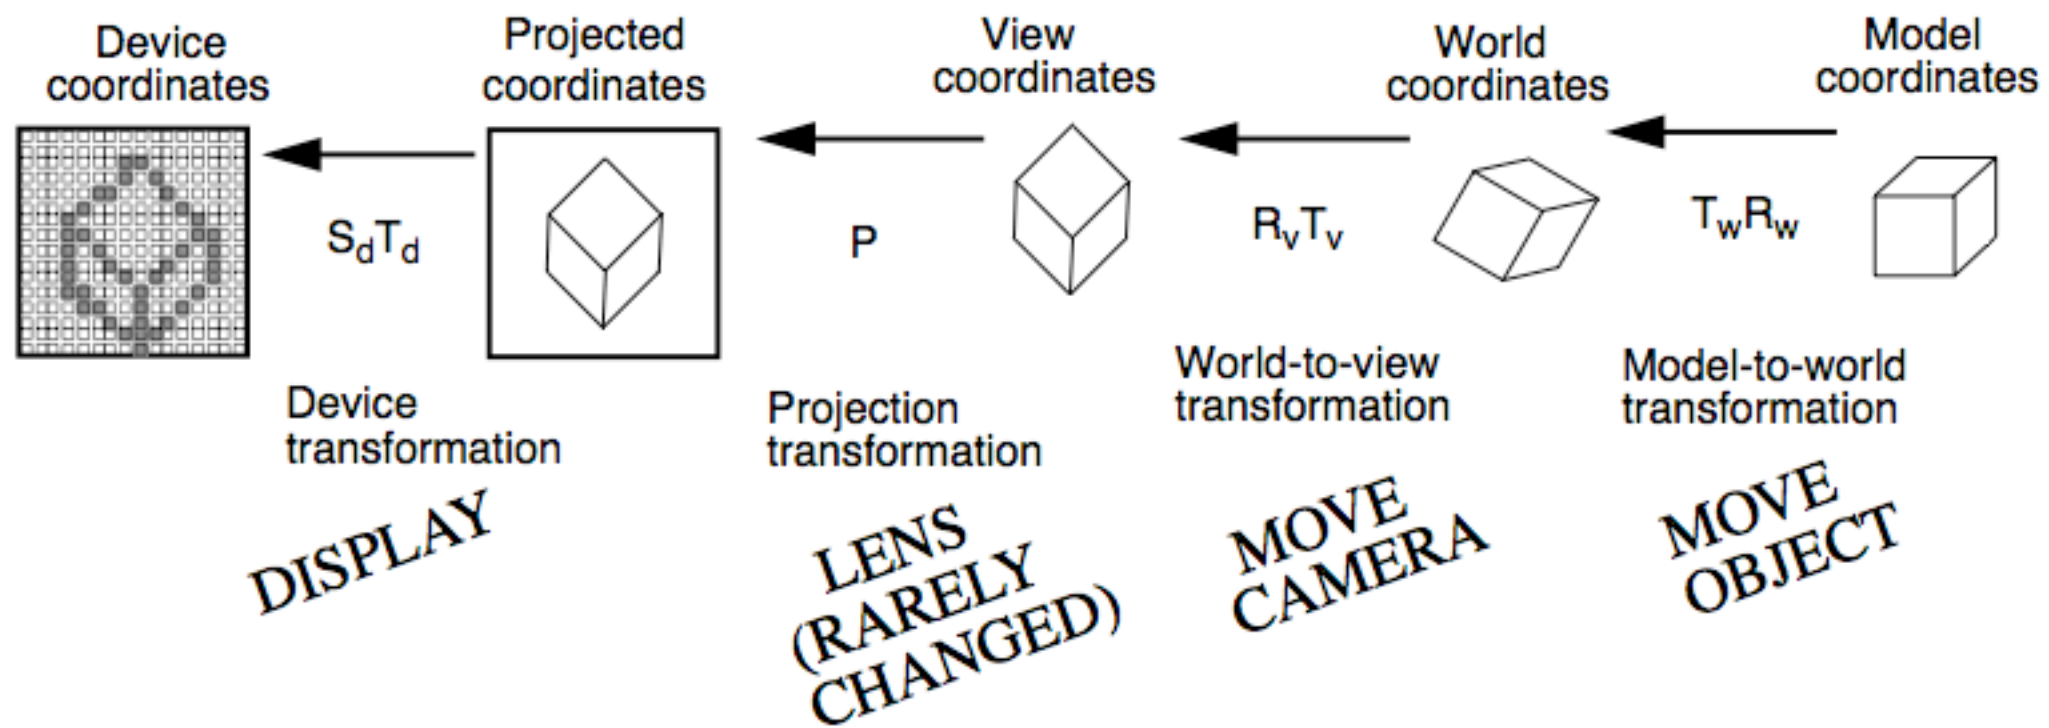 Device
coordinates
Projected
coordinates
View
coordinates
World
coordinates
Model
coordinates
SdTd
P
RvTv
TwRw
Device
transformation
Projection
transformation
World-to-view
transformation
Model-to-world
transformation
DISPLAY
LENS
(RARELY
CHANGED)
MOVE
CAMERA
MOVE
OBJECT